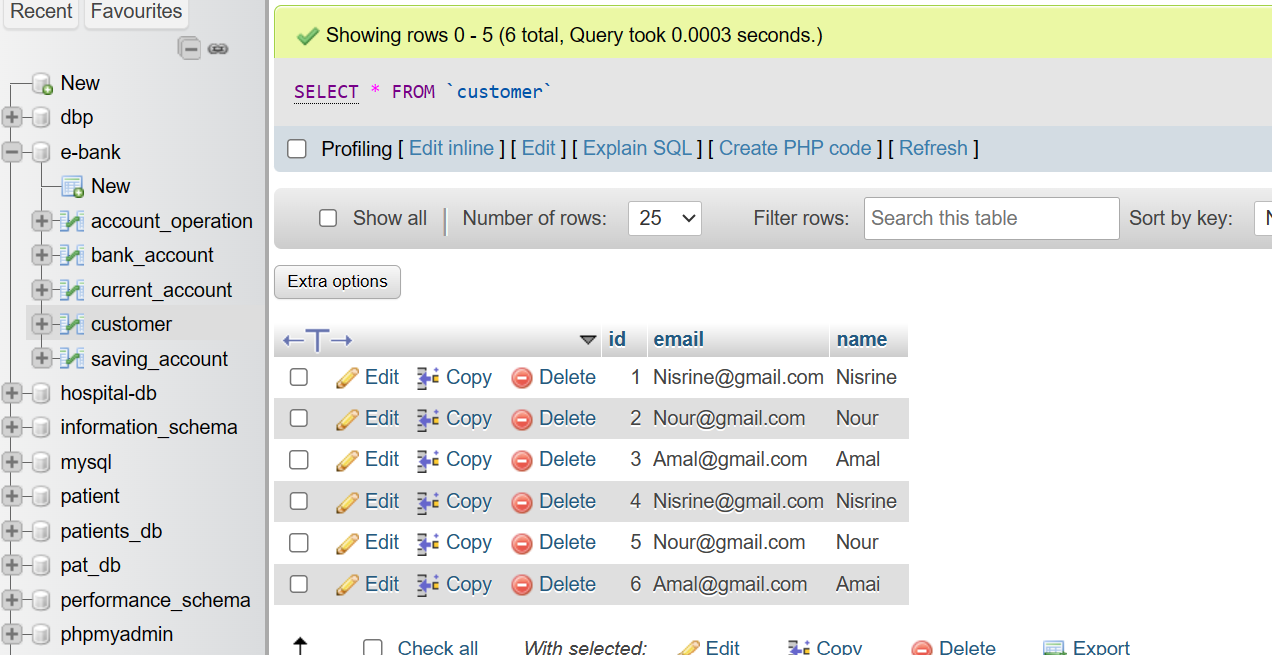 Recent Favourites
New
dbp
e-bank
New
account_operation
bank_account
current_account
customer
saving_account
hospital-db
information_schema
mysql
patient
patients_db
pat_db
performance_schema
phpmyadmin
Showing rows 0 - 5 (6 total, Query took 0.0003 seconds.)
SELECT * FROM `customer`
Profiling [ Edit inline ] [ Edit ] [ Explain SQL ] [ Create PHP code ] [ Refresh ]
Show all Number of rows: 25 Filter rows: Search this table Sort by key:
Extra options
id email name
Edit Copy Delete 1 Nisrine@gmail.com Nisrine
Edit Copy Delete 2 Nour@gmail.com Nour
Edit Copy Delete 3 Amal@gmail.com Amal
Edit Copy Delete 4 Nisrine@gmail.com Nisrine
Edit Copy Delete 5 Nour@gmail.com Nour
Edit Copy Delete 6 Amal@gmail.com Amai
Check all With selected: Edit Copy Delete Export